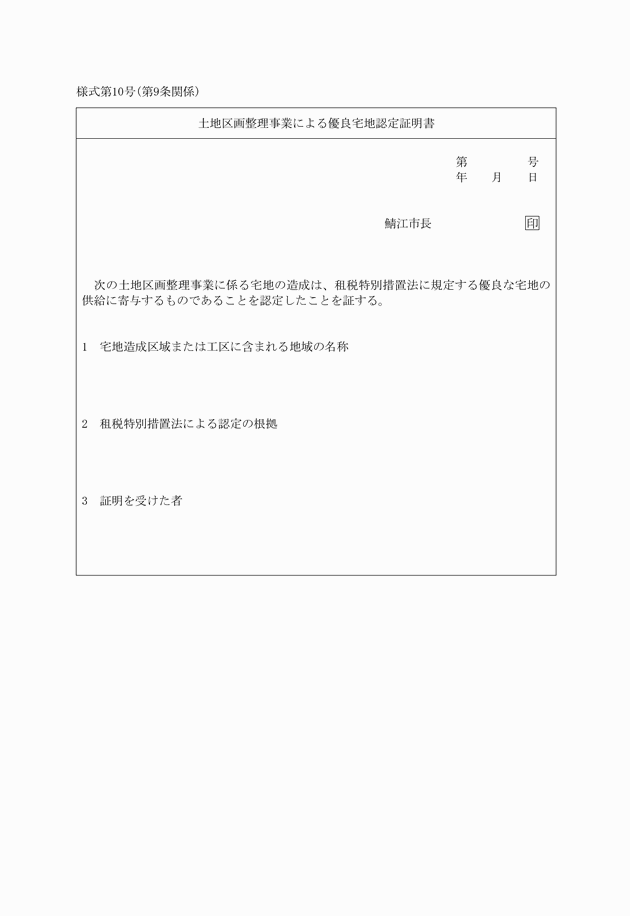 様式第10号(第9条関係)
土地区画整理事業による優良宅地認定証明書
第　　　　　号
年　　月　　日
鯖江市長　　　　　　　　印
次の土地区画整理事業に係る宅地の造成は、租税特別措置法に規定する優良な宅地の
供給に寄与するものであることを認定したことを証する。
1　宅地造成区域または工区に含まれる地域の名称
2　租税特別措置法による認定の根拠
3　証明を受けた者